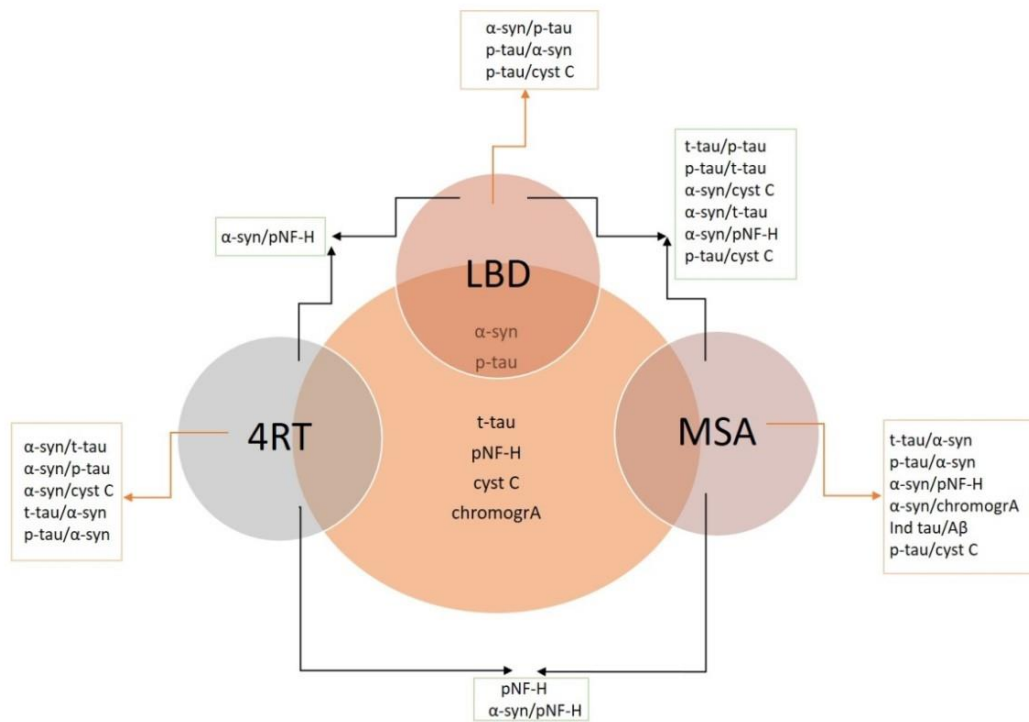 α-syn/p-tau
p-tau/α-syn
p-tau/cyst C
t-tau/p-tau
p-tau/t-tau
α-syn/cyst C
α-syn/t-tau
α-syn/pNF-H
p-tau/cyst C
α-syn/pNF-H
LBD
α-syn
p-tau
t-tau
pNF-H
cyst C
chromogrA
4RT
MSA
α-syn/t-tau
α-syn/p-tau
α-syn/cyst C
t-tau/α-syn
p-tau/α-syn
t-tau/α-syn
p-tau/α-syn
α-syn/pNF-H
α-syn/chromogrA
Ind tau/Aβ
p-tau/cyst C
pNF-H
α-syn/pNF-H